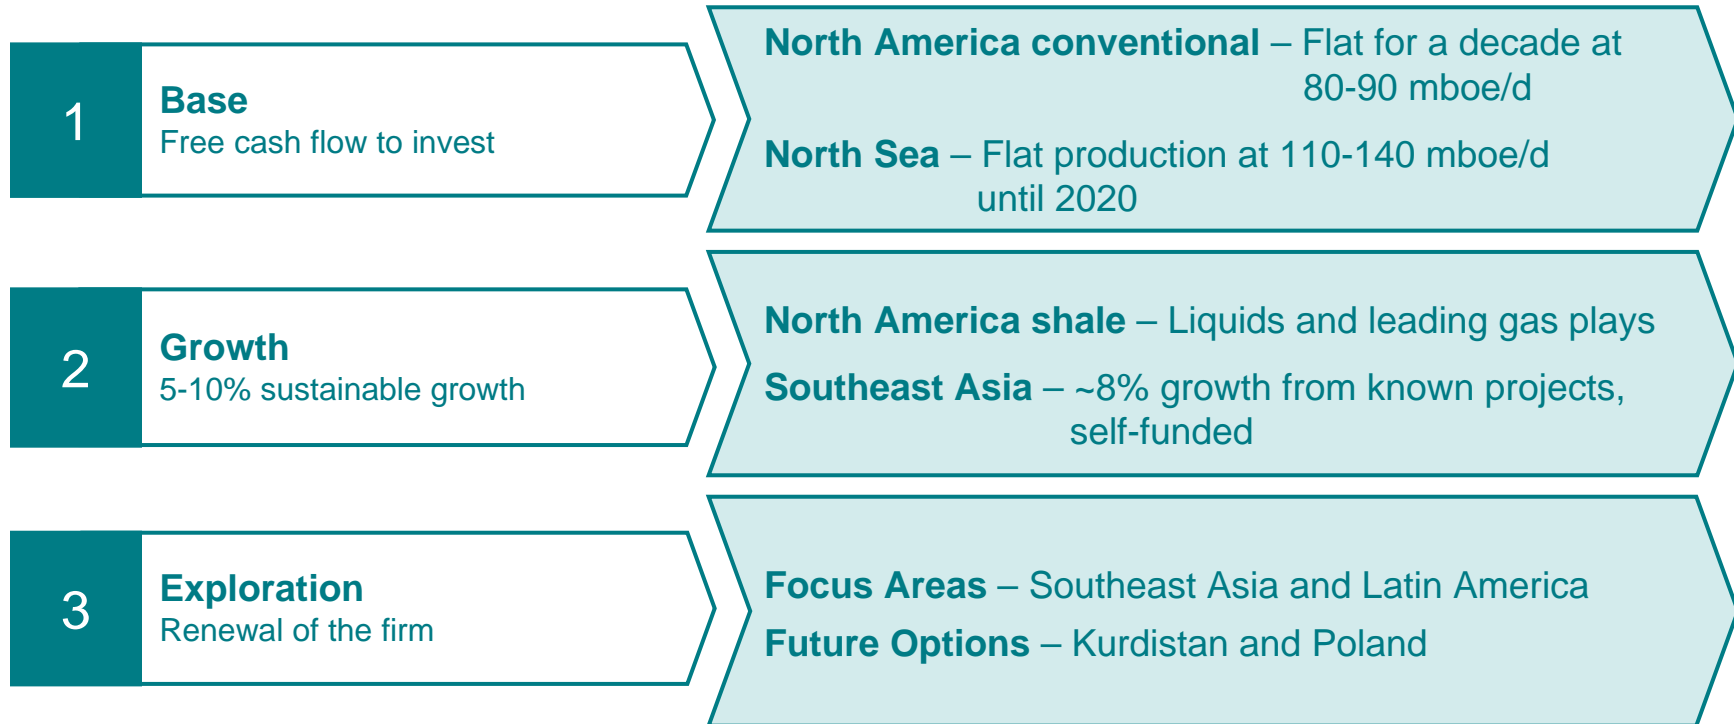 1
Base
Free cash flow to invest
North America conventional – Flat for a decade at
80-90 mboe/d
North Sea – Flat production at 110-140 mboe/d
until 2020
2
Growth
5-10% sustainable growth
North America shale – Liquids and leading gas plays
Southeast Asia – ~8% growth from known projects,
self-funded
3
Exploration
Renewal of the firm
Focus Areas – Southeast Asia and Latin America
Future Options – Kurdistan and Poland